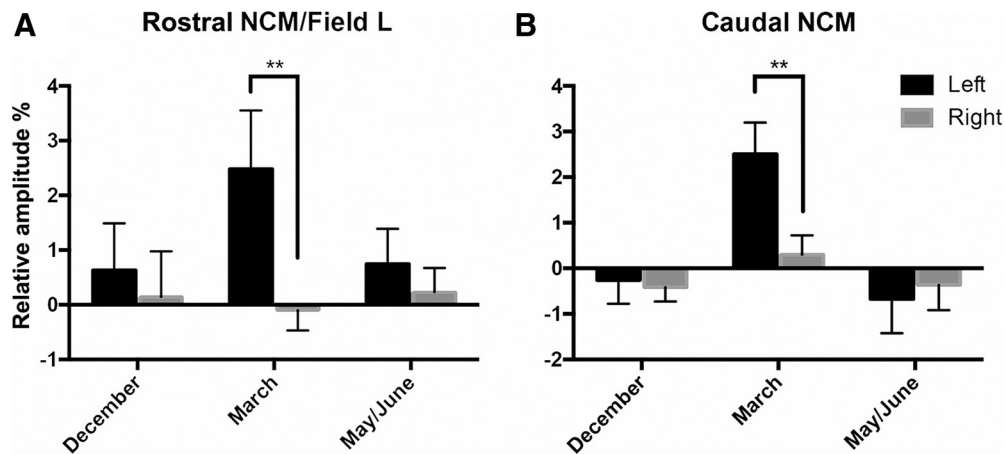 A
Rostral NCM/Field L
Relative amplitude %
4
3
2
1
0
-1
**
December
March
May/June
B
Caudal NCM
4
3
2
1
0
-1
-2
**
December
March
May/June
Left
Right